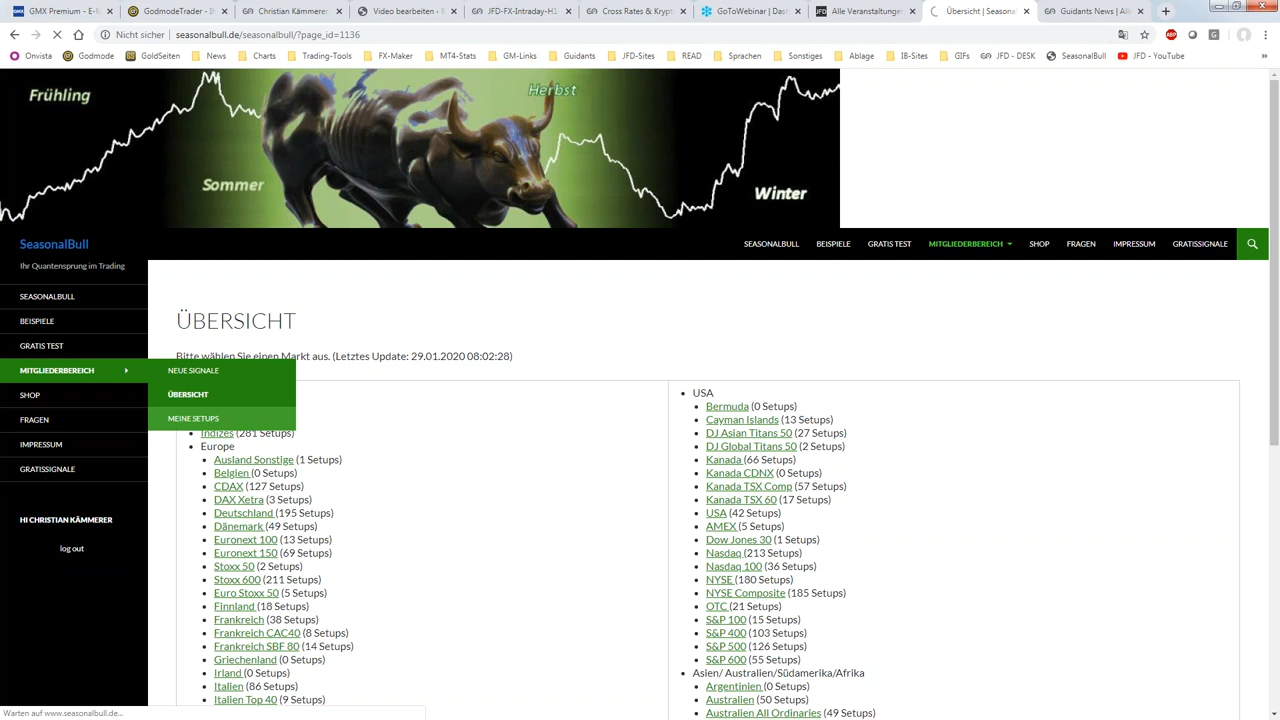 GMX Premium - E-M
GodmodeTrader - I
Christian Kämmerer
Video bearbeiten -
JFD-FX-Intraday-H1
Cross Rates & Krypt
GoToWebinar | Das
Alle Veranstaltunge
Übersicht | Seasona
Guidants News | Al
Nicht sicher | seasonalbull.de/seasonalbull/?page_id=1136
Onvista Godmode GoldSeiten News Charts Trading-Tools FX-Maker MT4-Stats GM-Links Guidants JFD-Sites READ Sprachen Sonstiges Ablage IB-Sites GIFs JFD - DESK SeasonalBull JFD - YouTube »
Frühling
Herbst
Sommer
Winter
SeasonalBull
Ihr Quantensprung im Trading
SEASONALBULL BEISPIELE GRATIS TEST MITGLIEDERBEREICH SHOP FRAGEN IMPRESSUM GRATISSIGNALE
SEASONALBULL
BEISPIELE
GRATIS TEST
MITGLIEDERBEREICH
SHOP
FRAGEN
IMPRESSUM
GRATISSIGNALE
HI CHRISTIAN KÄMMERER
log out
NEUE SIGNALE
ÜBERSICHT
MEINE SETUPS
ÜBERSICHT
Bitte wählen Sie einen Markt aus. (Letztes Update: 29.01.2020 08:02:28)
Indizes (281 Setups)
Europe
Ausland Sonstige (1 Setups)
Belgien (0 Setups)
CDAX (127 Setups)
DAX Xetra (3 Setups)
Deutschland (195 Setups)
Dänemark (49 Setups)
Euronext 100 (13 Setups)
Euronext 150 (69 Setups)
Stoxx 50 (2 Setups)
Stoxx 600 (211 Setups)
Euro Stoxx 50 (5 Setups)
Finnland (18 Setups)
Frankreich (38 Setups)
Frankreich CAC40 (8 Setups)
Frankreich SBF 80 (14 Setups)
Griechenland (0 Setups)
Irland (0 Setups)
Italien (86 Setups)
Italien Top 40 (9 Setups)
USA
Bermuda (0 Setups)
Cayman Islands (13 Setups)
DJ Asian Titans 50 (27 Setups)
DJ Global Titans 50 (2 Setups)
Kanada (66 Setups)
Kanada CDNX (0 Setups)
Kanada TSX Comp (57 Setups)
Kanada TSX 60 (17 Setups)
USA (42 Setups)
AMEX (5 Setups)
Dow Jones 30 (1 Setups)
Nasdaq (213 Setups)
Nasdaq 100 (36 Setups)
NYSE (180 Setups)
NYSE Composite (185 Setups)
OTC (21 Setups)
S&P 100 (15 Setups)
S&P 400 (103 Setups)
S&P 500 (126 Setups)
S&P 600 (55 Setups)
Asien/ Australien/Südamerika/Afrika
Argentinien (0 Setups)
Australien (50 Setups)
Australien All Ordinaries (49 Setups)
Warten auf www.seasonalbull.de...